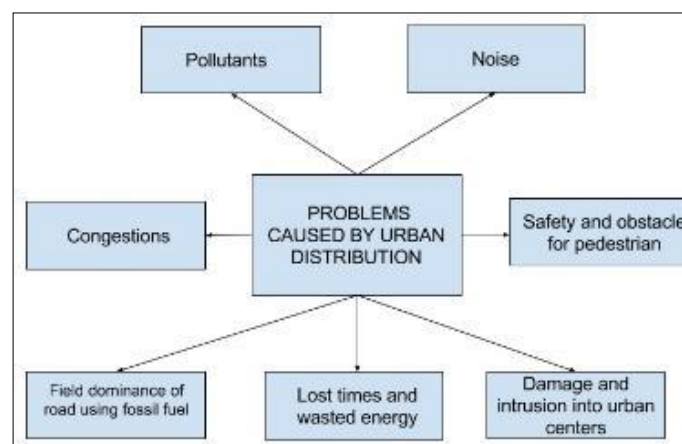 Pollutants
Noise
PROBLEMS
CAUSED BY URBAN
DISTRIBUTION
Congestions
Safety and obstacle
for pedestrian
Field dominance of
road using fossil fuel
Lost times and
wasted energy
Damage and
intrusion into urban
centers